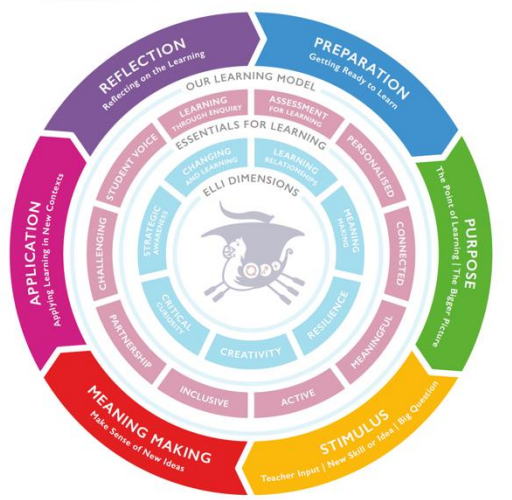 PREPARATION
Getting Ready to Learn
PURPOSE
The Point of Learning | The Bigger Picture
STIMULUS
Teacher Input | New Skill or Idea | Big Question
MEANING MAKING
Make Sense of New Ideas
APPLICATION
Applying Learning in New Contexts
REFLECTION
Reflecting on the Learning
OUR LEARNING MODEL
ASSESSMENT
FOR LEARNING
PERSONALISED
CONNECTED
MEANINGFUL
ACTIVE
INCLUSIVE
PARTNERSHIP
CHALLENGING
STUDENT VOICE
LEARNING
THROUGH ENQUIRY
ESSENTIALS FOR LEARNING
LEARNING
RELATIONSHIPS
MEANING
MAKING
RESILIENCE
CREATIVITY
CRITICAL
CURIOSITY
STRATEGIC
AWARENESS
CHANGING
AND LEARNING
ELLI DIMENSIONS